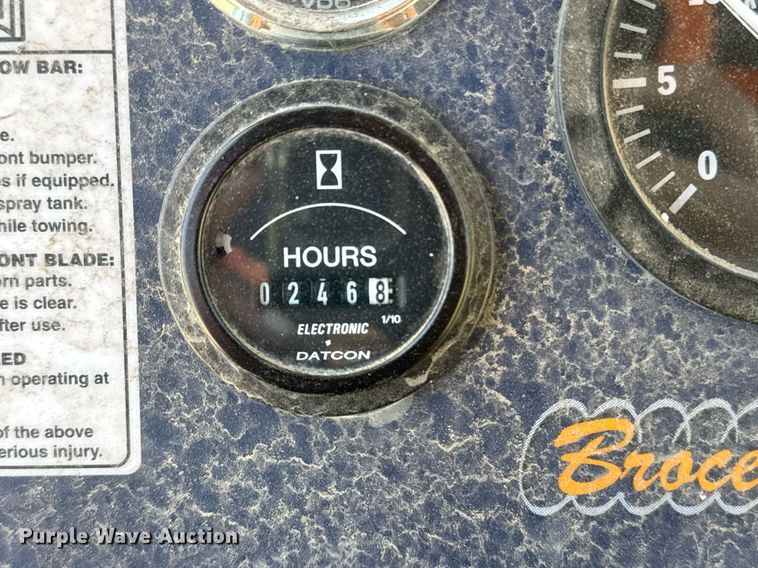 VDO
OW BAR:
e.
ont bumper.
s if equipped.
spray tank.
hile towing.
ONT BLADE:
orn parts.
e is clear.
fter use.
ED
n operating at
of the above
erious injury.
HOURS
0 2 4 6 8
1/10
ELECTRONIC
DATCON
5
0
Broce
Purple Wave Auction